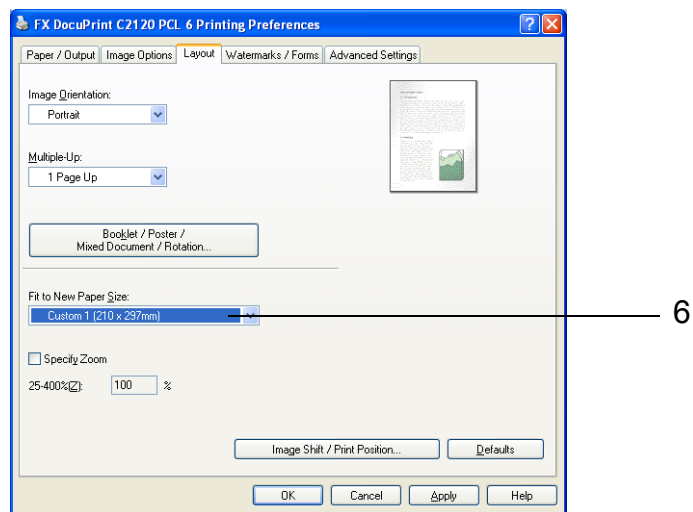 FX DocuPrint C2120 PCL 6 Printing Preferences
Paper / Output Image Options Layout Watermarks / Forms Advanced Settings
Image Orientation:
Portrait
Multiple-Up:
1 Page Up
Booklet / Poster /
Mixed Document / Rotation...
Fit to New Paper Size:
Custom 1 (210 x 297mm)
6
Specify Zoom
25-400%(Z): 100 %
Image Shift / Print Position... Defaults
OK Cancel Apply Help